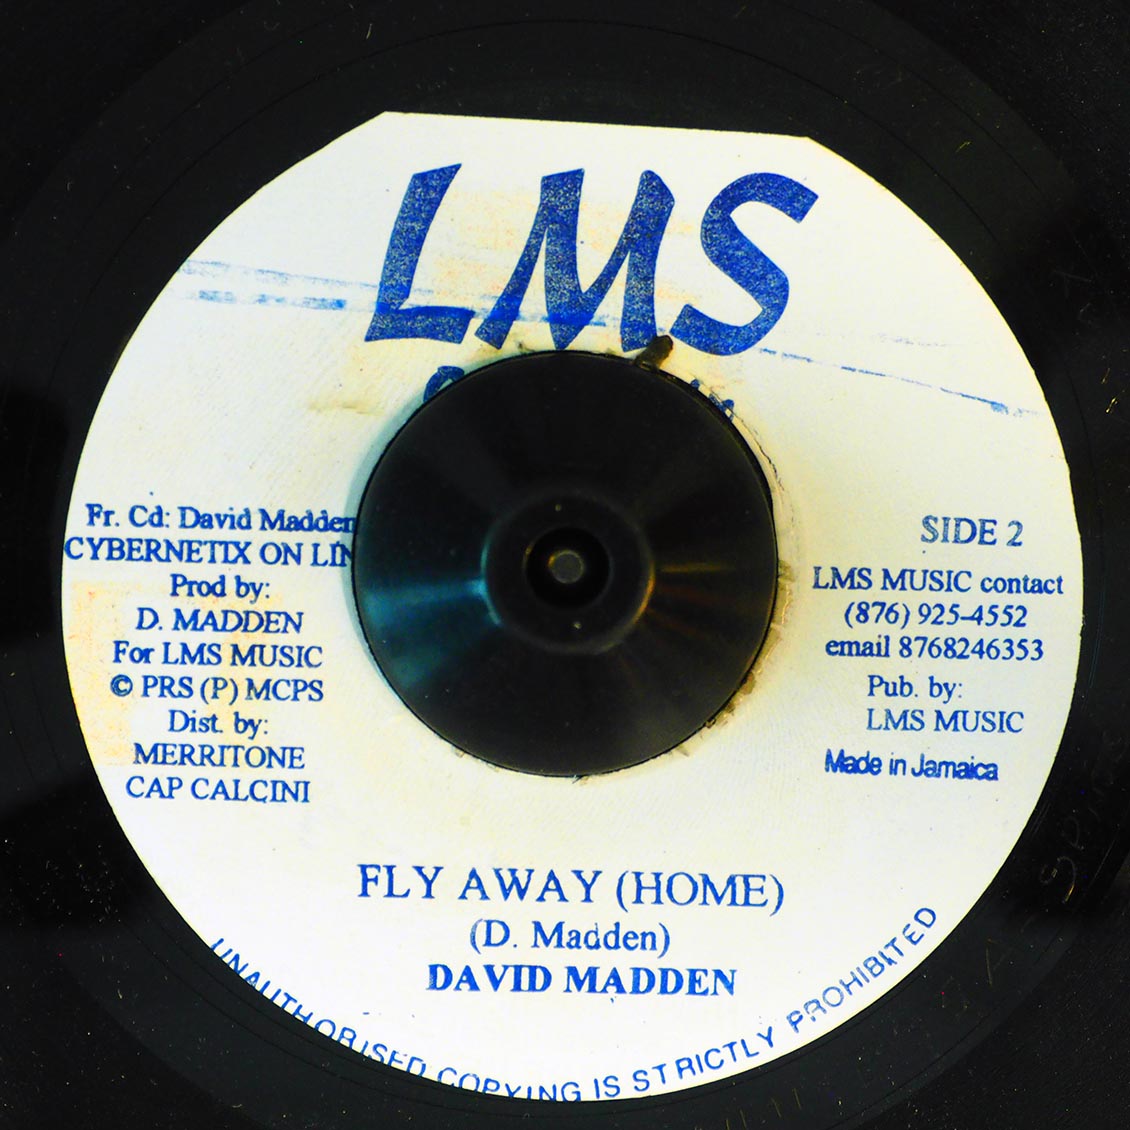 LMS
Fr. Cd: David Madden
CYBERNETIX ON LIN
Prod by:
D. MADDEN
For LMS MUSIC
© PRS (P) MCPS
Dist. by:
MERRITONE
CAP CALCINI
SIDE 2
LMS MUSIC contact
(876) 925-4552
email 8768246353
Pub. by:
LMS MUSIC
Made in Jamaica
FLY AWAY (HOME)
(D. Madden)
DAVID MADDEN
UNAUTHORISED COPYING IS STRICTLY PROHIBITED